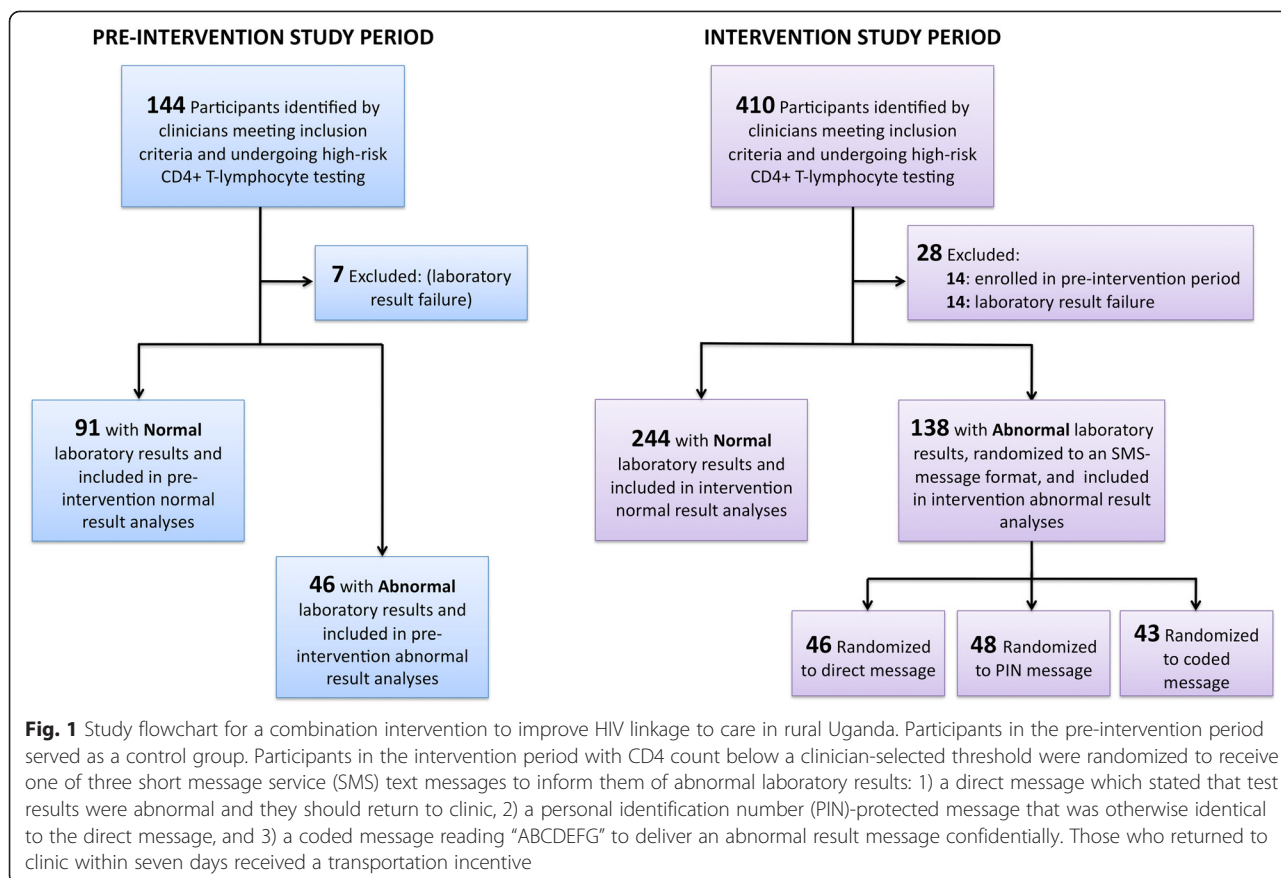 PRE-INTERVENTION STUDY PERIOD
144 Participants identified by
clinicians meeting inclusion
criteria and undergoing high-risk
CD4+ T-lymphocyte testing
7 Excluded: (laboratory
result failure)
91 with Normal
laboratory results and
included in pre-
intervention normal
result analyses
46 with Abnormal
laboratory results and
included in pre-
intervention abnormal
result analyses
INTERVENTION STUDY PERIOD
410 Participants identified by
clinicians meeting inclusion
criteria and undergoing high-risk
CD4+ T-lymphocyte testing
28 Excluded:
14: enrolled in pre-intervention period
14: laboratory result failure
244 with Normal
laboratory results and
included in intervention
normal result analyses
138 with Abnormal laboratory
results, randomized to an SMS-
message format, and included
in intervention abnormal result
analyses
46 Randomized
to direct message
48 Randomized
to PIN message
43 Randomized
to coded
message
Fig. 1 Study flowchart for a combination intervention to improve HIV linkage to care in rural Uganda. Participants in the pre-intervention period
served as a control group. Participants in the intervention period with CD4 count below a clinician-selected threshold were randomized to receive
one of three short message service (SMS) text messages to inform them of abnormal laboratory results: 1) a direct message which stated that test
results were abnormal and they should return to clinic, 2) a personal identification number (PIN)-protected message that was otherwise identical
to the direct message, and 3) a coded message reading “ABCDEFG” to deliver an abnormal result message confidentially. Those who returned to
clinic within seven days received a transportation incentive